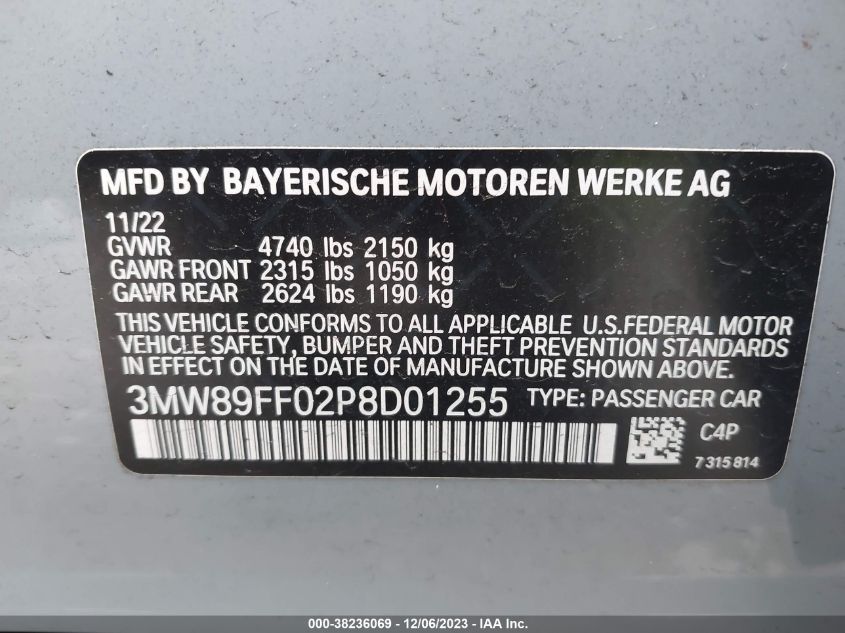 MFD BY BAYERISCHE MOTOREN WERKE AG
11/22
GVWR 4740 lbs 2150 kg
GAWR FRONT 2315 lbs 1050 kg
GAWR REAR 2624 lbs 1190 kg
THIS VEHICLE CONFORMS TO ALL APPLICABLE U.S.FEDERAL MOTOR
VEHICLE SAFETY, BUMPER AND THEFT PREVENTION STANDARDS
IN EFFECT ON THE DATE OF MANUFACTURE SHOWN ABOVE.
3MW89FF02P8D01255 TYPE: PASSENGER CAR
C4P
7 315 814
000-38236069 - 12/06/2023 - IAA Inc.